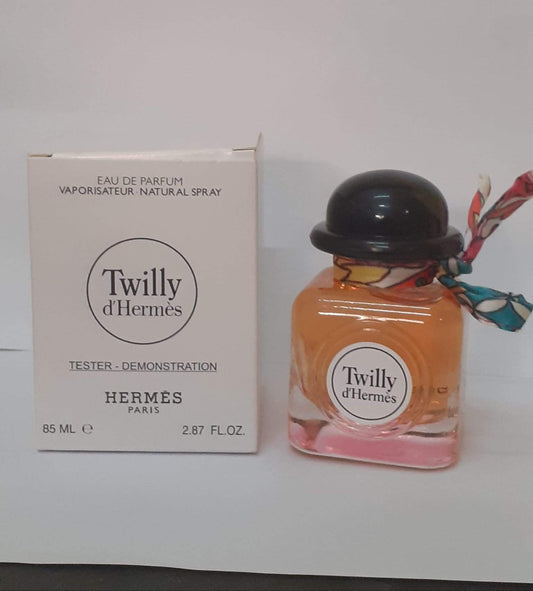 EAU DE PARFUM
VAPORISATEUR · NATURAL SPRAY
Twilly
d'Hermès
TESTER - DEMONSTRATION
HERMÈS
PARIS
85 ML ℮ 2.87 FL.OZ.
Twilly
d'Hermès